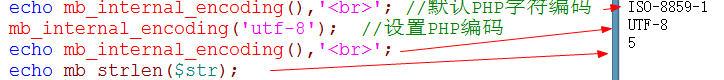 echo mb_internal_encoding(),'<br>'; //默认PHP字符编码
mb_internal_encoding('utf-8'); //设置PHP编码
echo mb_internal_encoding(),'<br>';
echo mb_strlen($str);
ISO-8859-1
UTF-8
5